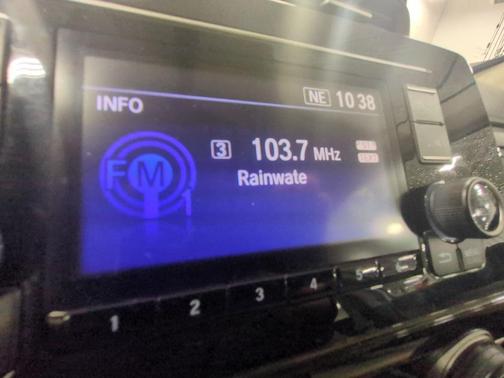 NE 10 38
INFO
3 103.7 MHz
FM 1
Rainwate
1 2 3 4 5